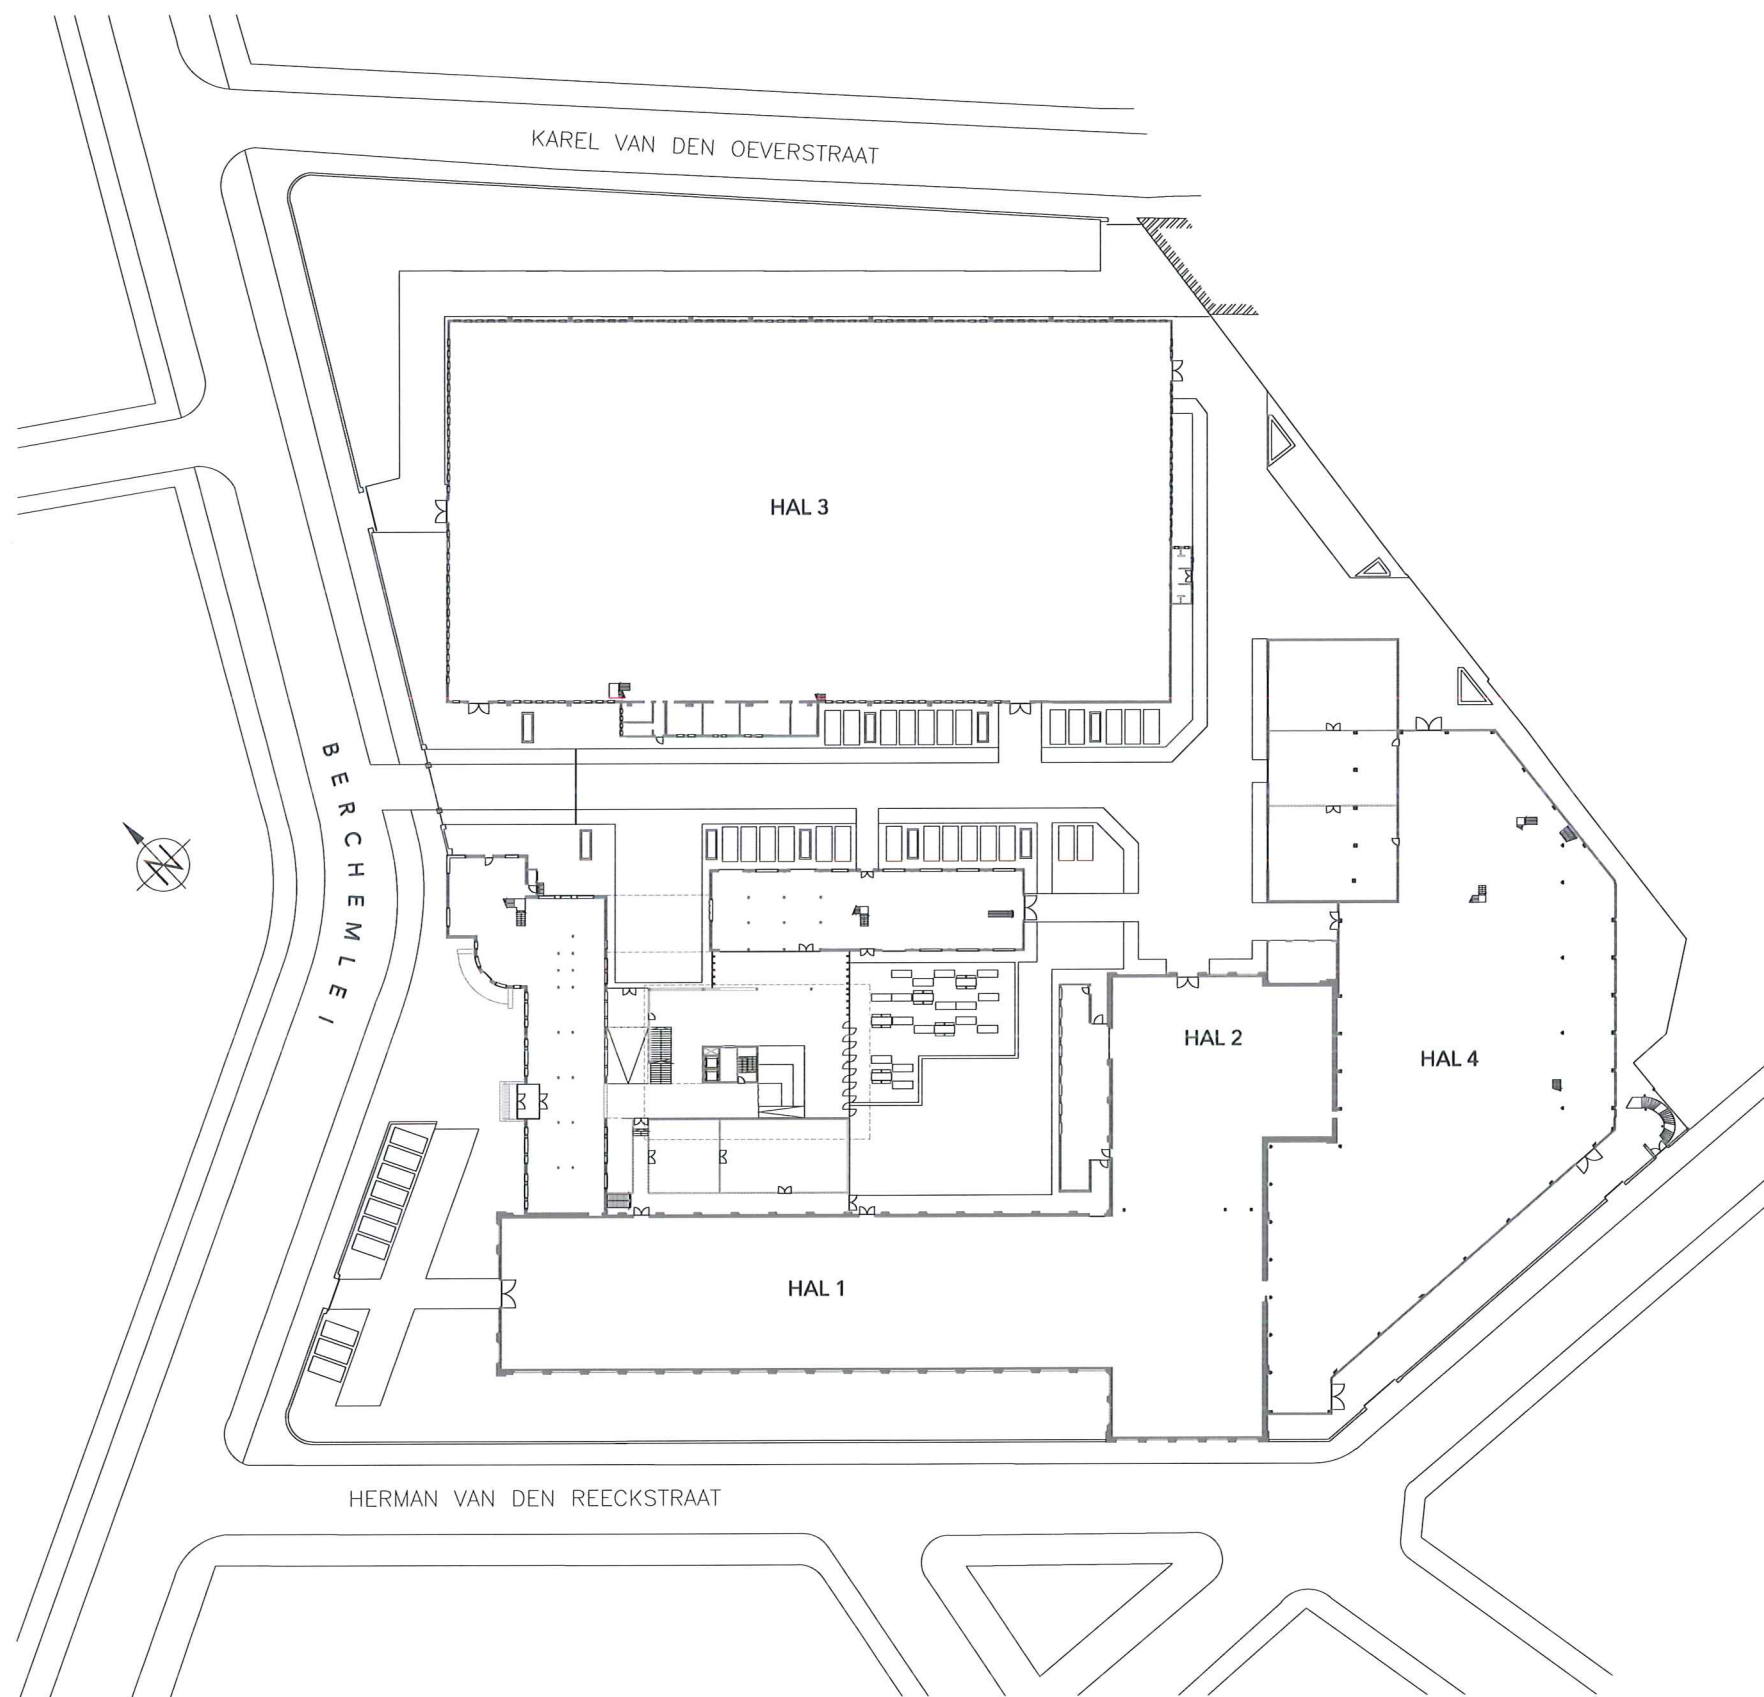 KAREL VAN DEN OEVERSTRAAT
HAL 3
BERCHEMLEI
N
HAL 2
HAL 4
HAL 1
HERMAN VAN DEN REECKSTRAAT